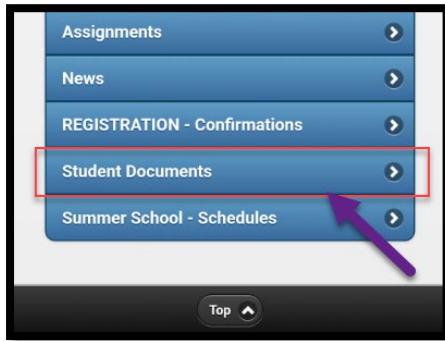 Assignments
News
REGISTRATION - Confirmations
Student Documents
Summer School - Schedules
Top